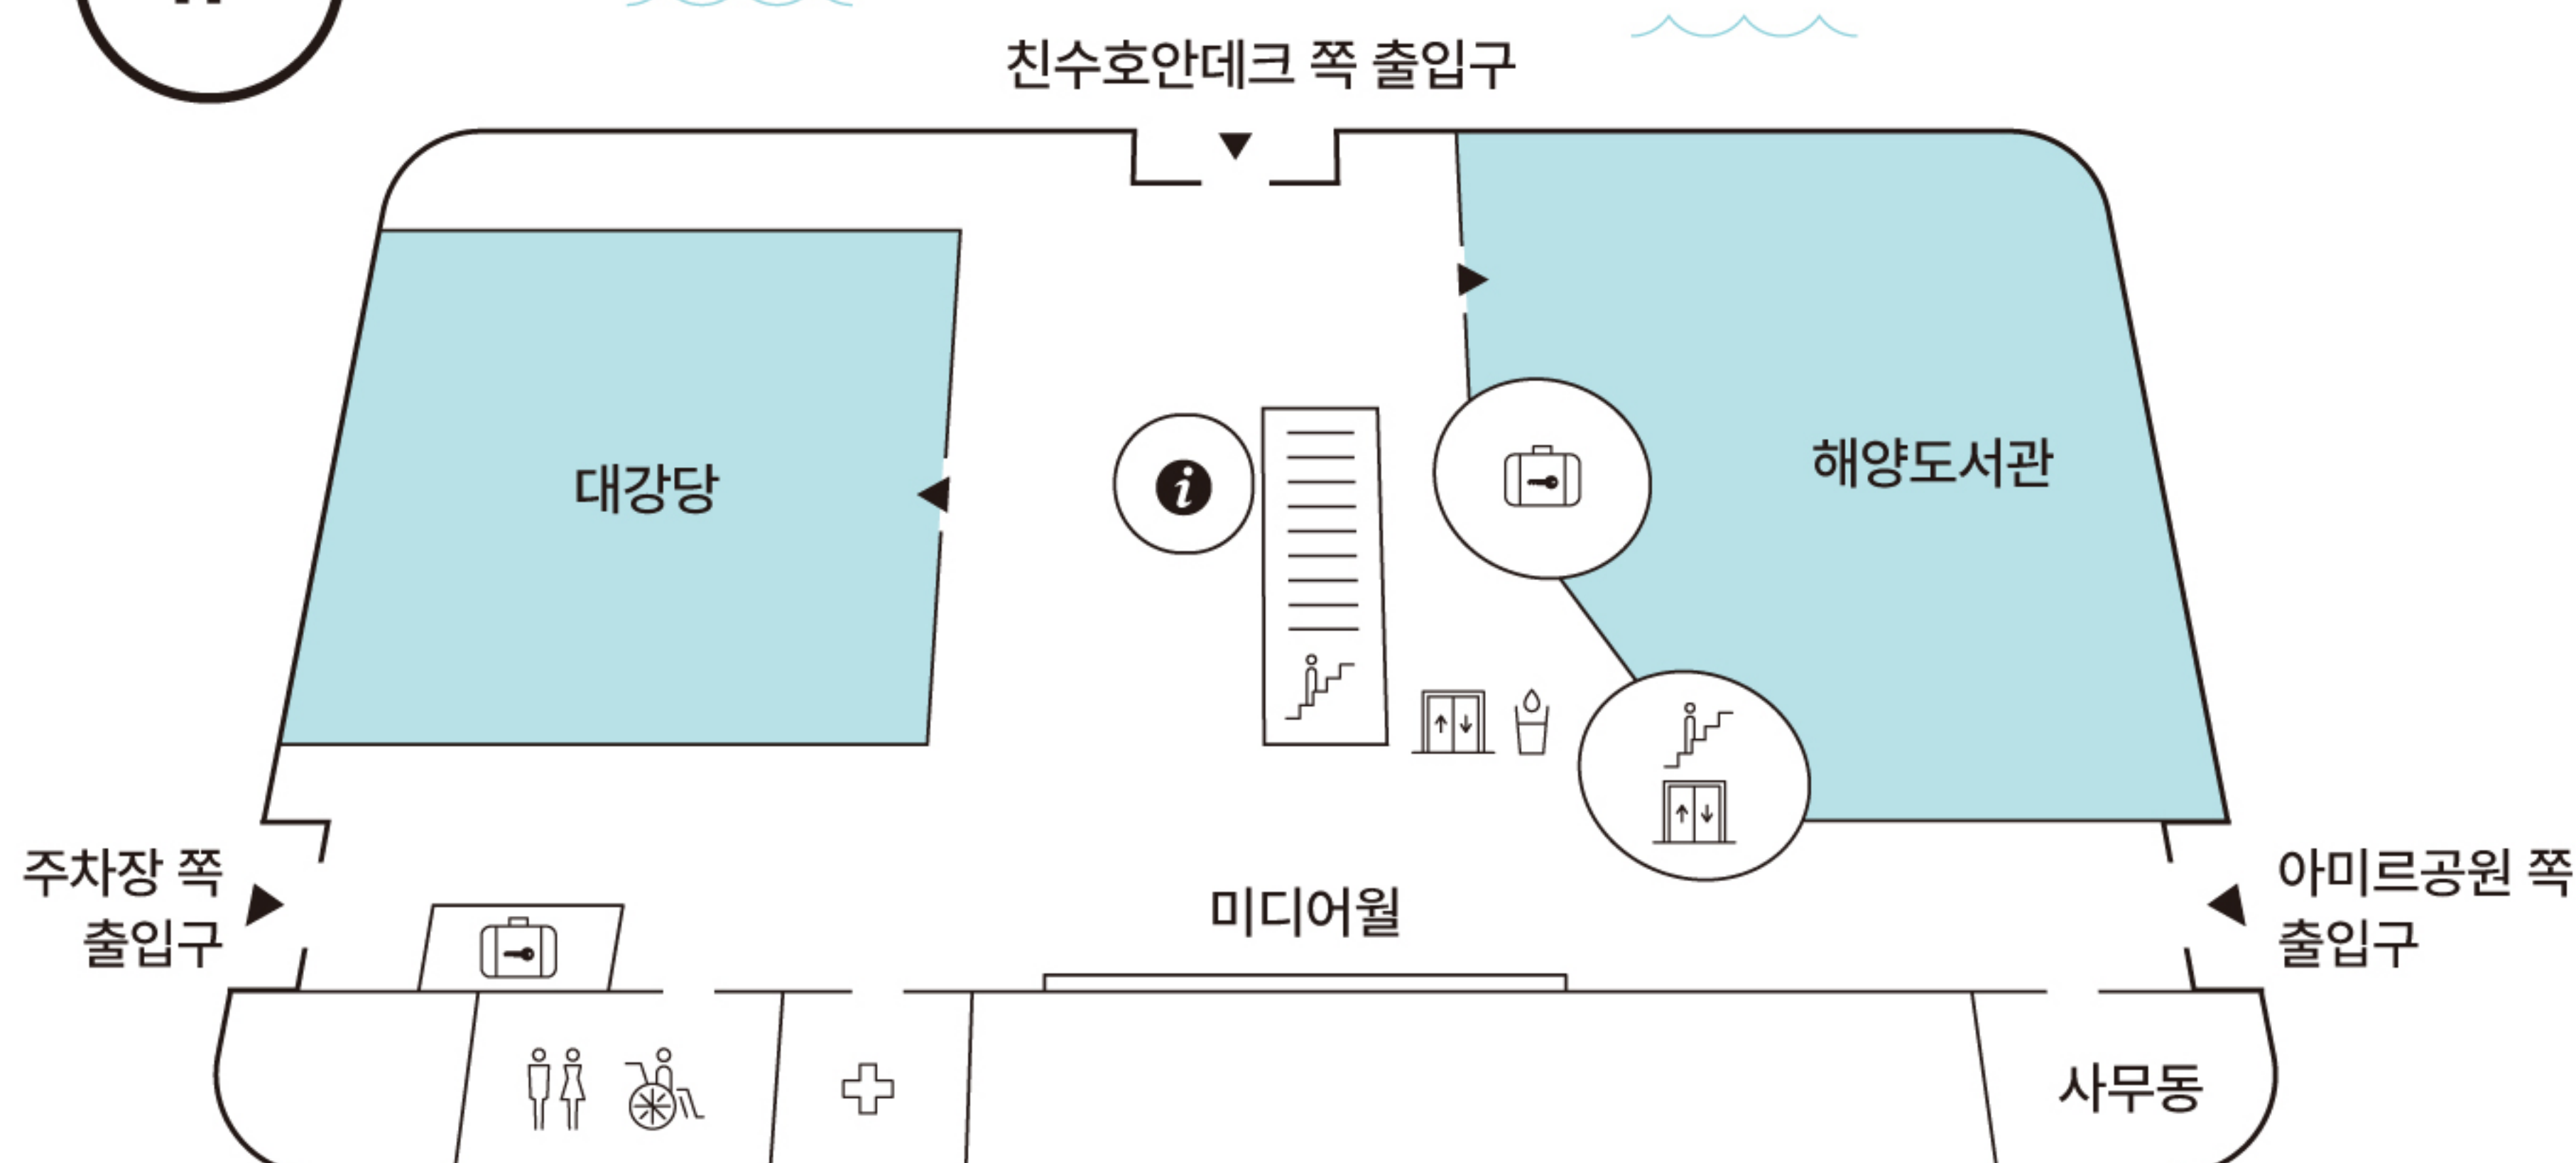 친수호안데크 쪽 출입구
대강당
해양도서관
i
주차장 쪽
출입구
미디어월
아미르공원 쪽
출입구
사무동